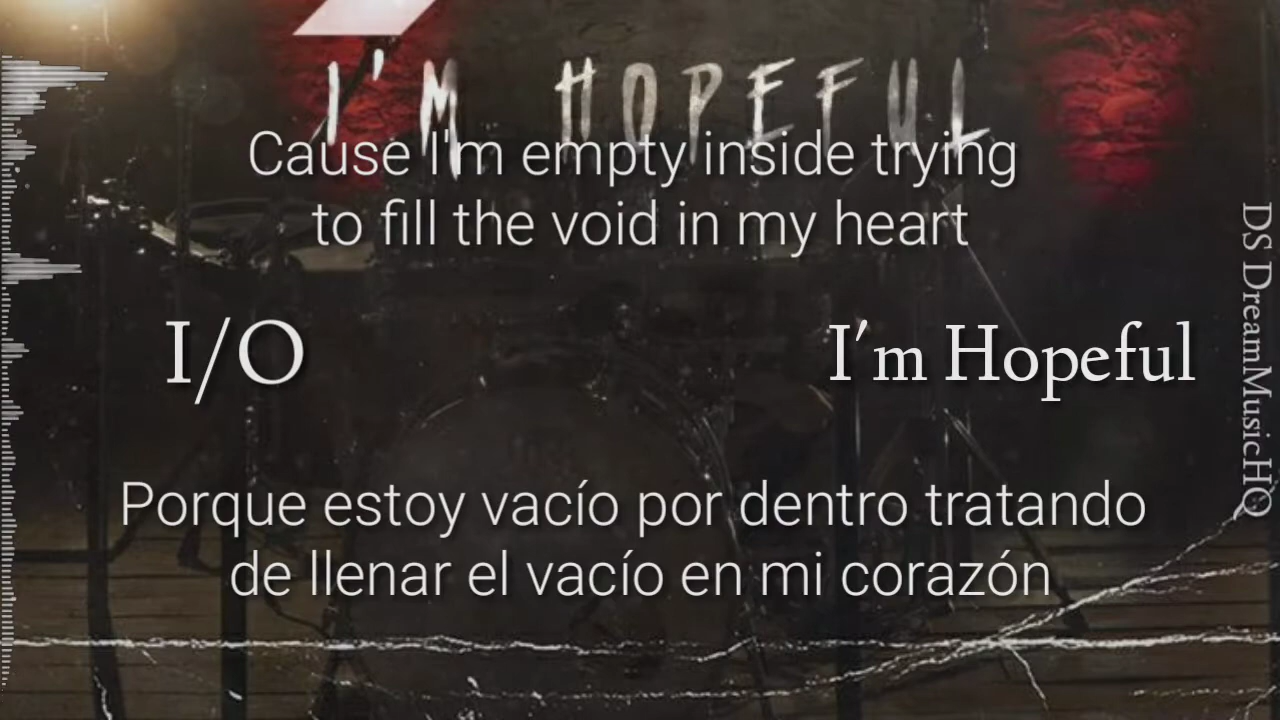 I'M HOPEFUL
Cause I'm empty inside trying
to fill the void in my heart
I/O
I'm Hopeful
DS DreamMusicHQ
Porque estoy vacío por dentro tratando
de llenar el vacío en mi corazón